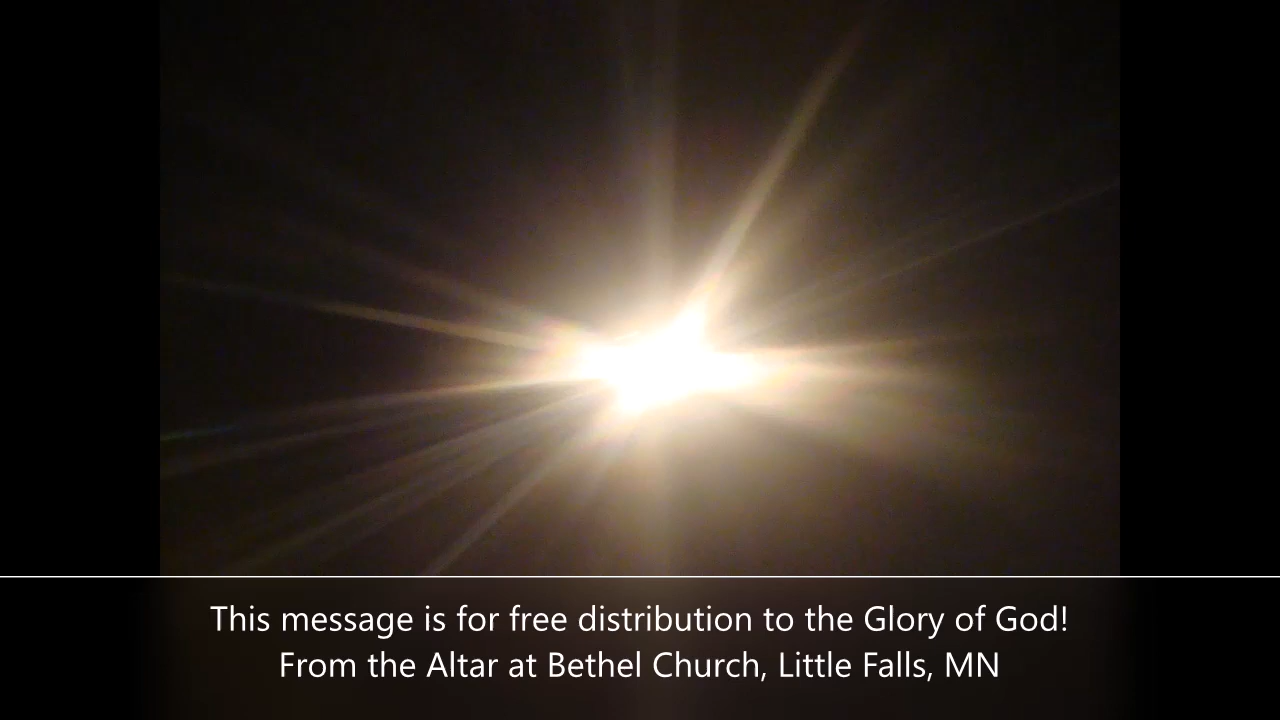 This message is for free distribution to the Glory of God!
From the Altar at Bethel Church, Little Falls, MN